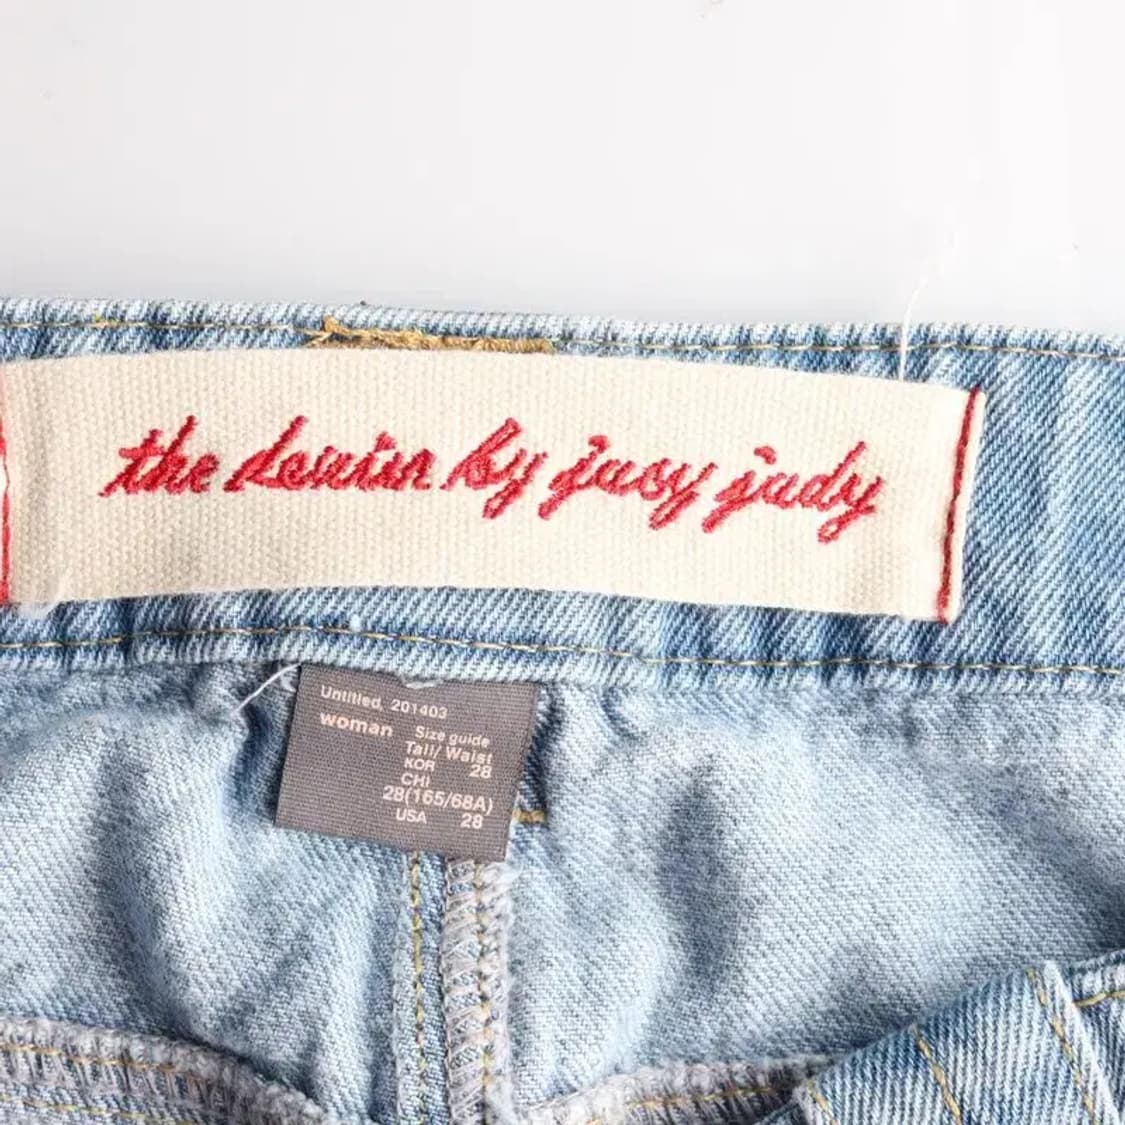 the denim by jucy judy
Untitled, 201403
woman
Size guide
Tall/ Waist
KOR 28
CHI
28(165/68A)
USA 28